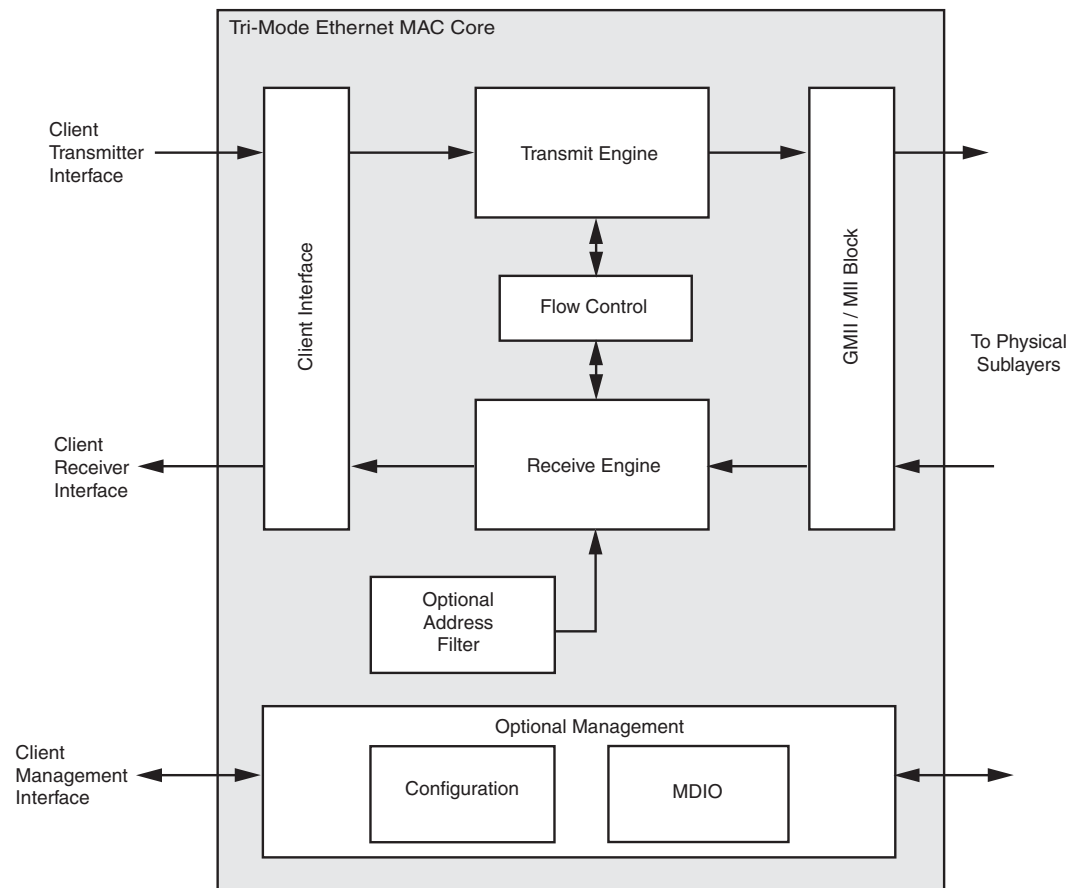 Tri-Mode Ethernet MAC Core
Client
Transmitter
Interface
Client Interface
Transmit Engine
GMII / MII Block
Flow Control
To Physical
Sublayers
Client
Receiver
Interface
Receive Engine
Optional
Address
Filter
Optional Management
Client
Management
Interface
Configuration
MDIO